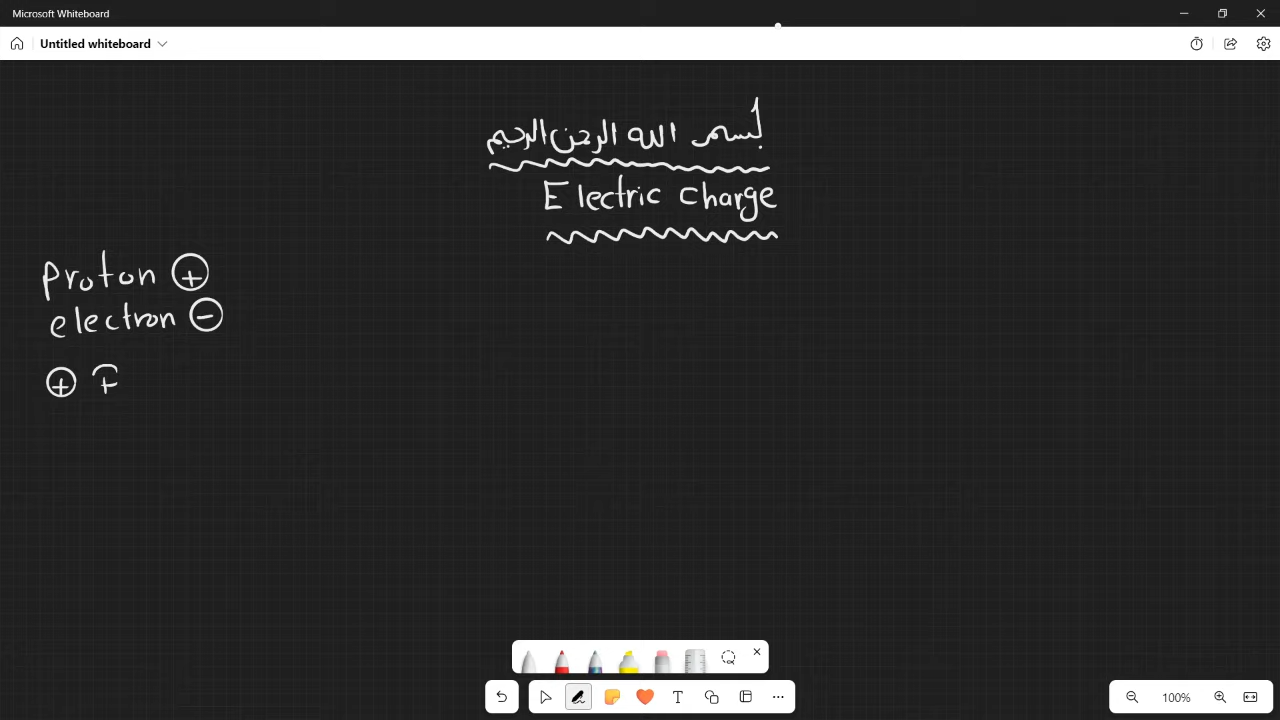 Microsoft Whiteboard
Untitled whiteboard
بسم الله الرحمن الرحيم
Electric charge
proton ⊕
electron ⊖
⊕ +
100%